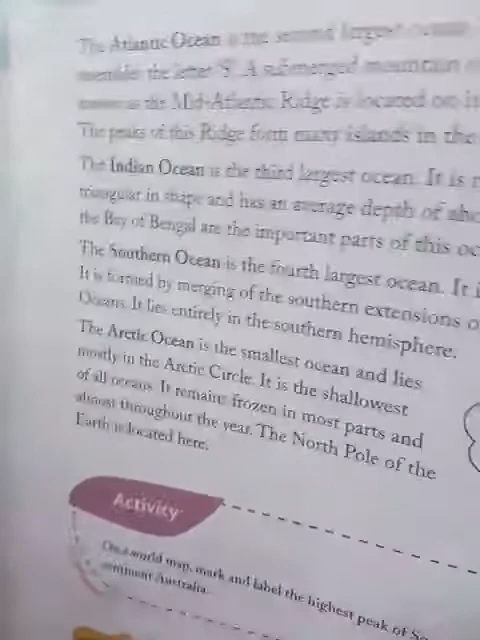 The Atlantic Ocean is the second largest ocean
resembles the letter 'S'. A submerged mountain
known as the Mid-Atlantic Ridge is located on
The peaks of this Ridge form many islands in the
The Indian Ocean is the third largest ocean. It is
triangular in shape and has an average depth of
the Bay of Bengal are the important parts of this
The Southern Ocean is the fourth largest ocean. It
It is formed by merging of the southern extensions
Oceans. It lies entirely in the southern hemisphere.
The Arctic Ocean is the smallest ocean and lies
mostly in the Arctic Circle. It is the shallowest
of all oceans. It remains frozen in most parts and
almost throughout the year. The North Pole of the
Earth is located here.
Activity
On a world map, mark and label the highest peak of
continent Australia.